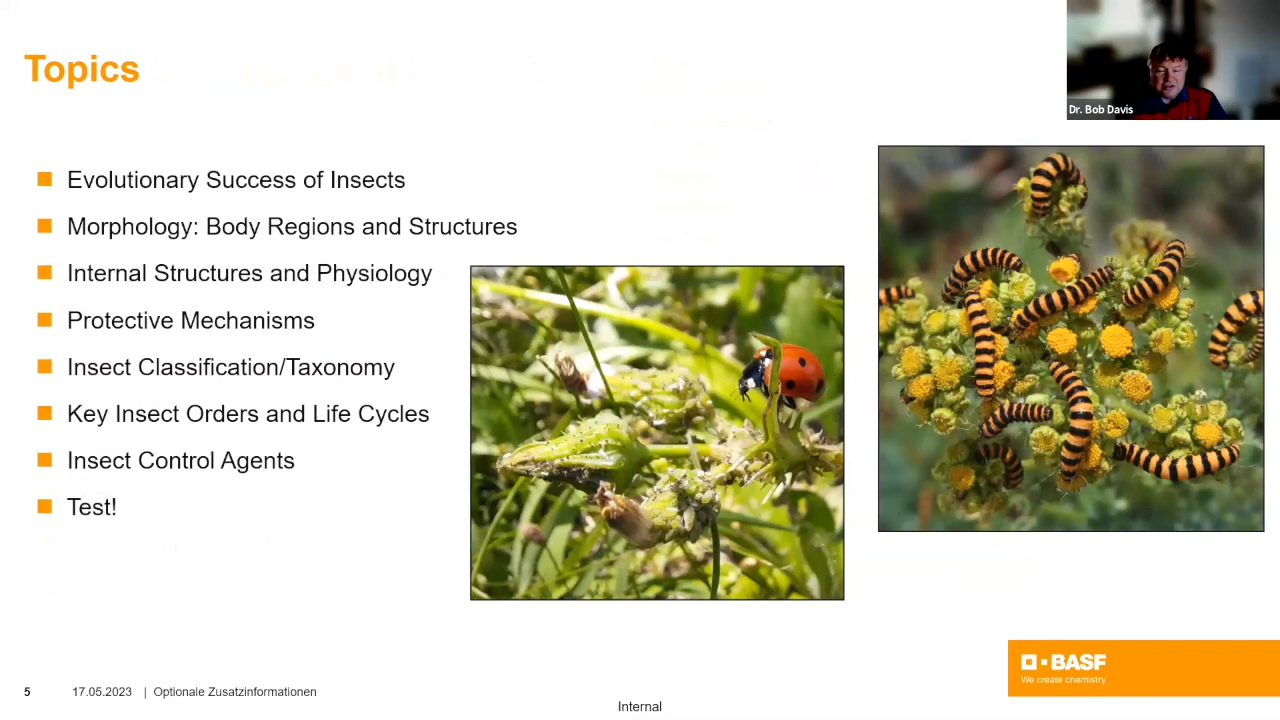 Topics
Dr. Bob Davis
Evolutionary Success of Insects
Morphology: Body Regions and Structures
Internal Structures and Physiology
Protective Mechanisms
Insect Classification/Taxonomy
Key Insect Orders and Life Cycles
Insect Control Agents
Test!
BASF
We create chemistry
5 17.05.2023 | Optionale Zusatzinformationen
Internal